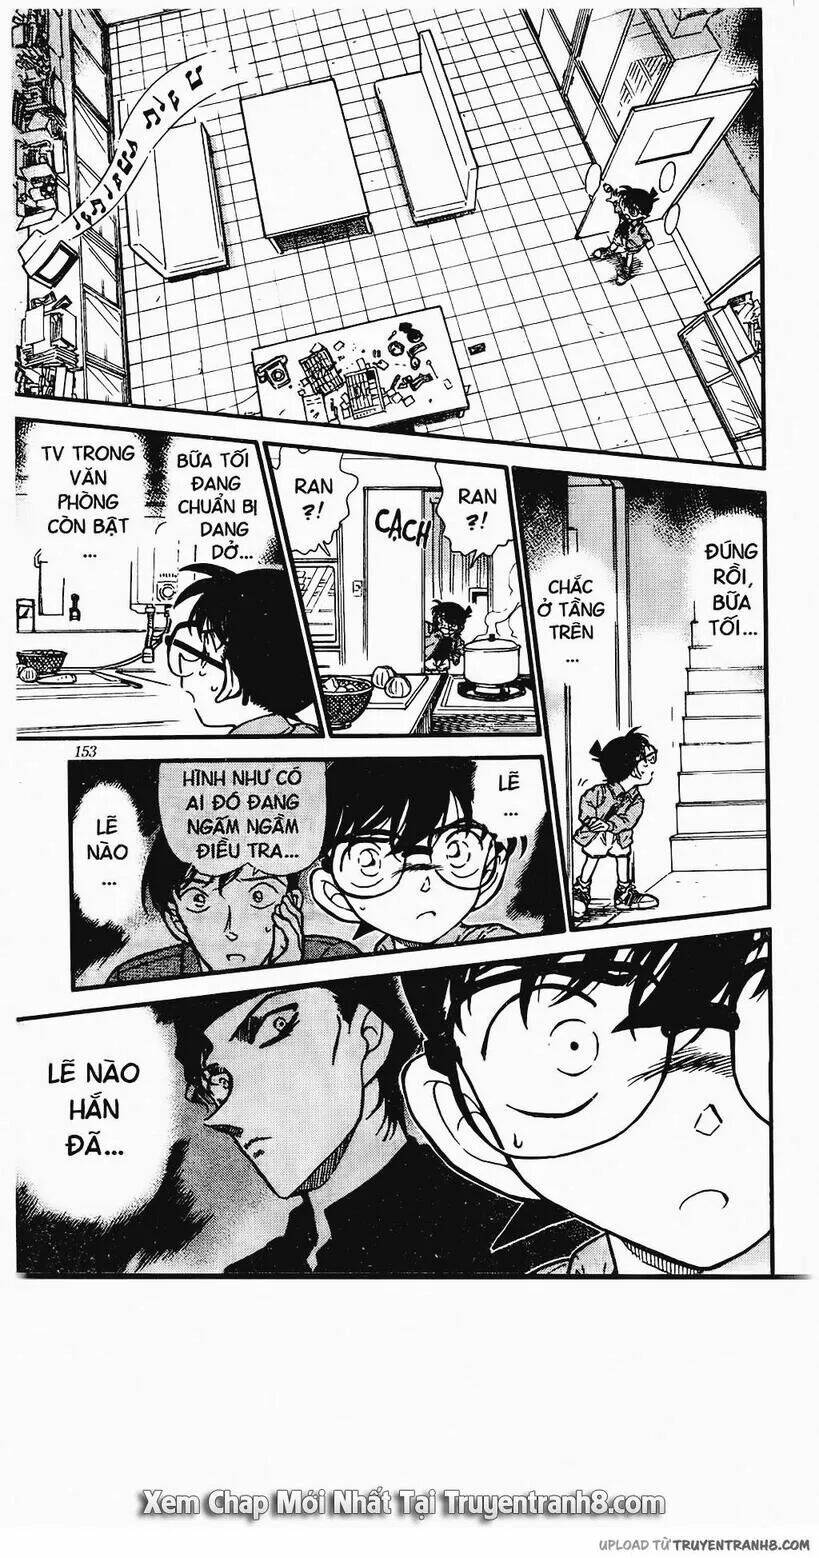 ĐÚNG
RỒI,
BỮA
TỐI...
CHẮC
Ở TẦNG
TRÊN
...
RAN
?!
CẠCH
RAN
?!
BỮA TỐI
ĐANG
CHUẨN BỊ
DANG
DỞ...
TV TRONG
VĂN
PHÒNG
CÒN BẬT
...
153
LẼ
...
HÌNH NHƯ CÓ
AI ĐÓ ĐANG
NGẤM NGẦM
ĐIỀU TRA...
LẼ
NÀO
...
LẼ NÀO
HẮN
ĐÃ...
Xem Chap Mới Nhất Tại Truyentranh8.com
UPLOAD TỪ TRUYENTRANH8.COM